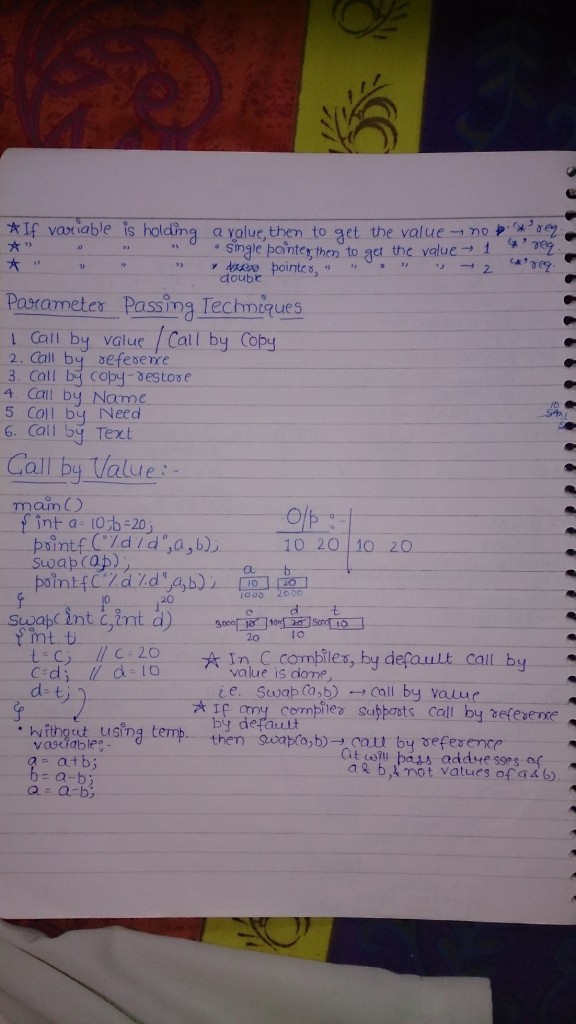 ★ If variable is holding a value, then to get the value → no '*' req.
★ " " " " " single pointer, then to get the value → 1 '*' req.
★ " " " " " double pointer, " " " " " → 2 '*' req.
Parameter Passing Techniques
1. Call by value / Call by Copy
2. Call by reference
3. Call by copy-restore
4. Call by Name
5 Call by Need
6. Call by Text
Call by Value :-
main()
{ int a=10, b=20;
printf("%d %d",a,b);
swap(a,b);
printf("%d %d",a,b);
}
O/p :-
10 20 | 10 20
a b
10 20
1000 2000
10 20
swap(int c, int d)
{ int t;
t=c; // c=20
c=d; // d=10
d=t;
}
c d t
3000 10 20 5000 10
20 10
• Without using temp. variable:-
a = a+b;
b = a-b;
a = a-b;
★ In C compiler, by default call by
value is done,
i.e. swap(a,b) → call by value
★ If any compiler supports call by reference
by default
then swap(a,b) → call by reference
(it will pass addresses of
a & b, & not values of a & b)